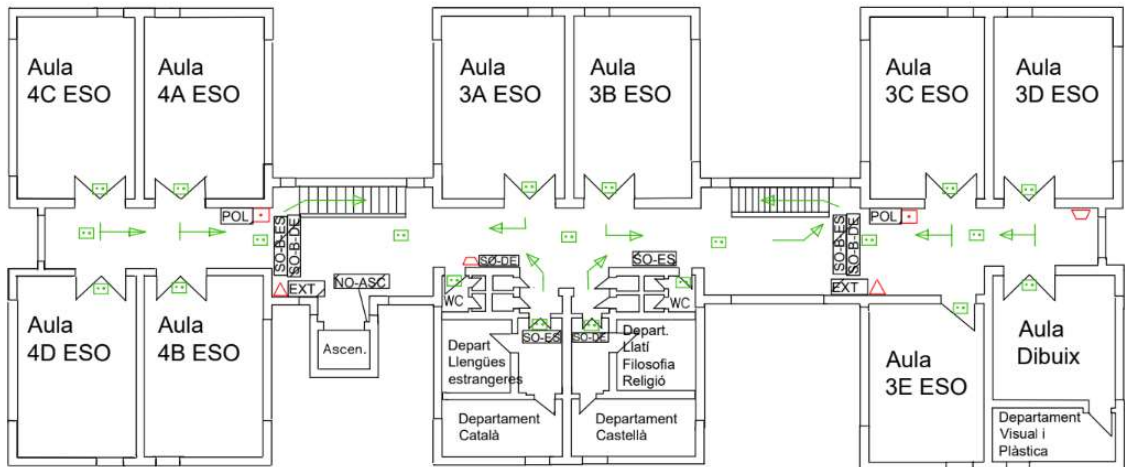 Aula
4C ESO
Aula
4A ESO
Aula
3A ESO
Aula
3B ESO
Aula
3C ESO
Aula
3D ESO
POL
SO-B-ES
SO-B-DE
POL
SO-B-ES
SO-B-DE
EXT
NO-ASC
SØ-DE
SO-ES
EXT
WC
WC
SO-ES
SO-DE
Ascen.
Aula
4D ESO
Aula
4B ESO
Depart
Llengües
estrangeres
Depart.
Llatí
Filosofia
Religió
Departament
Català
Departament
Castellà
Aula
3E ESO
Aula
Dibuix
Departament
Visual i
Plàstica